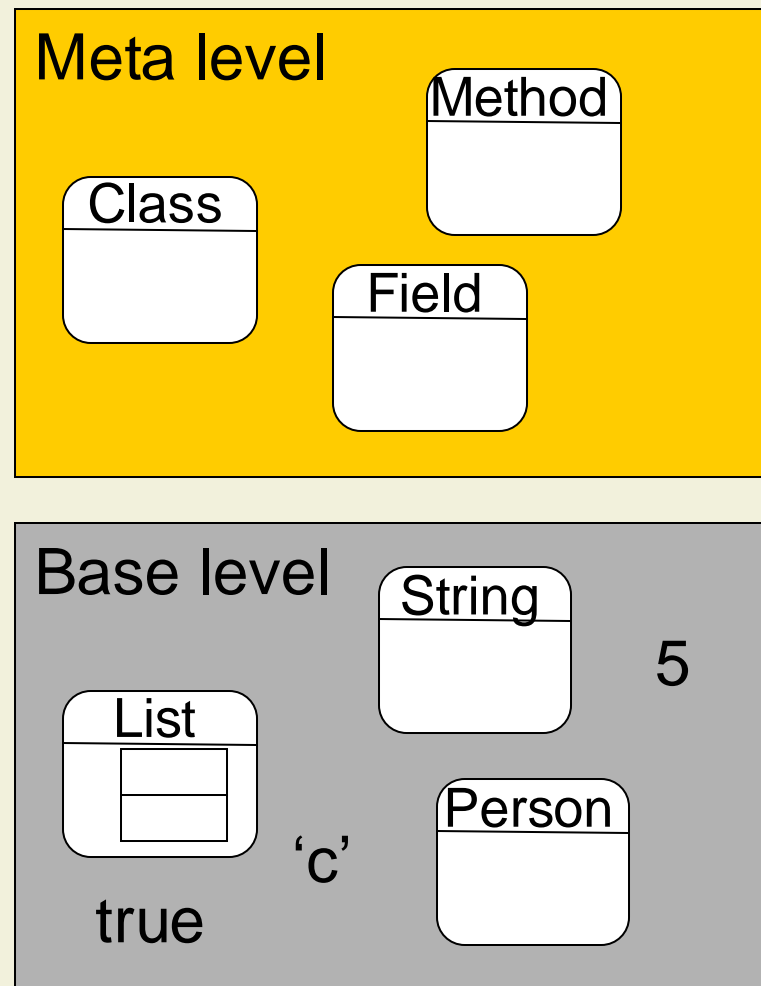 Meta level
Method
Class
Field
Base level
String
5
List
Person
‘c’
true